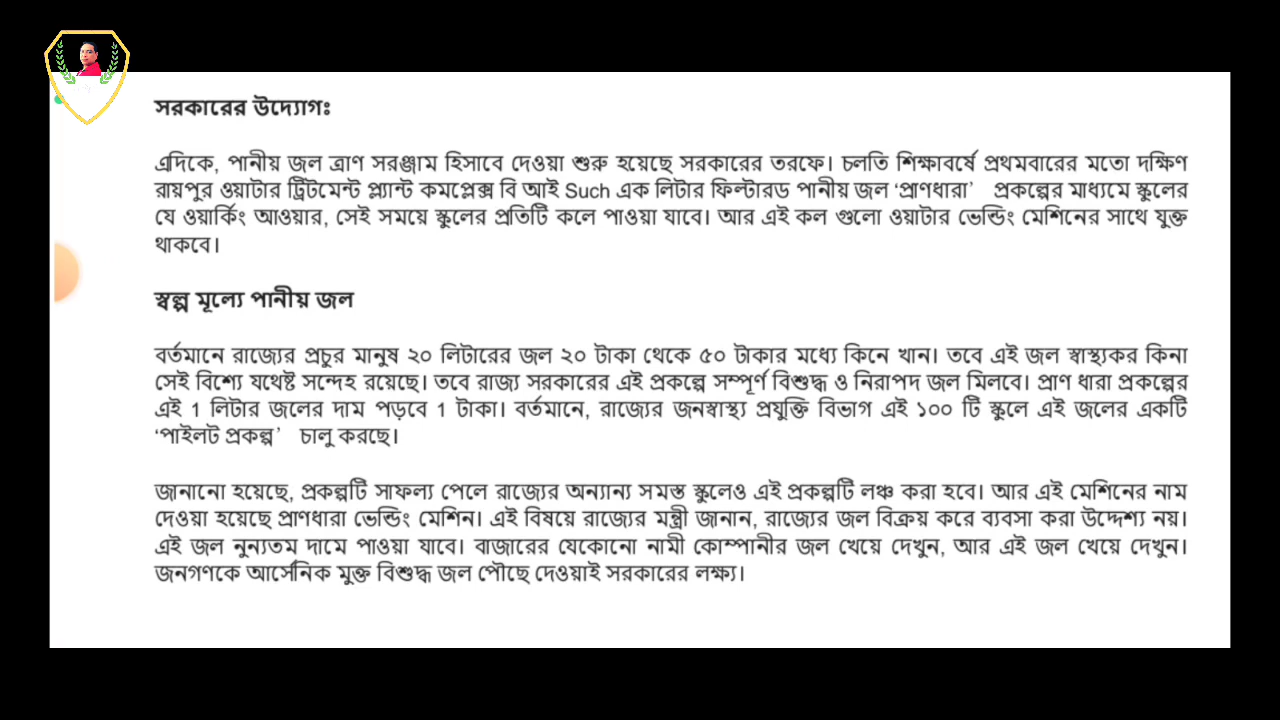 সরকারের উদ্যোগঃ
এদিকে, পানীয় জল ত্রাণ সরঞ্জাম হিসাবে দেওয়া শুরু হয়েছে সরকারের তরফে। চলতি শিক্ষাবর্ষে প্রথমবারের মতো দক্ষিণ
রায়পুর ওয়াটার ট্রিটমেন্ট প্ল্যান্ট কমপ্লেক্স বি আই Such এক লিটার ফিল্টারড পানীয় জল ‘প্রাণধারা’ প্রকল্পের মাধ্যমে স্কুলের
যে ওয়ার্কিং আওয়ার, সেই সময়ে স্কুলের প্রতিটি কলে পাওয়া যাবে। আর এই কল গুলো ওয়াটার ভেন্ডিং মেশিনের সাথে যুক্ত
থাকবে।
স্বল্প মূল্যে পানীয় জল
বর্তমানে রাজ্যের প্রচুর মানুষ ২০ লিটারের জল ২০ টাকা থেকে ৫০ টাকার মধ্যে কিনে খান। তবে এই জল স্বাস্থ্যকর কিনা
সেই বিশ্যে যথেষ্ট সন্দেহ রয়েছে। তবে রাজ্য সরকারের এই প্রকল্পে সম্পূর্ণ বিশুদ্ধ ও নিরাপদ জল মিলবে। প্রাণ ধারা প্রকল্পের
এই 1 লিটার জলের দাম পড়বে 1 টাকা। বর্তমানে, রাজ্যের জনস্বাস্থ্য প্রযুক্তি বিভাগ এই ১০০ টি স্কুলে এই জলের একটি
‘পাইলট প্রকল্প’ চালু করছে।
জানানো হয়েছে, প্রকল্পটি সাফল্য পেলে রাজ্যের অন্যান্য সমস্ত স্কুলেও এই প্রকল্পটি লঞ্চ করা হবে। আর এই মেশিনের নাম
দেওয়া হয়েছে প্রাণধারা ভেন্ডিং মেশিন। এই বিষয়ে রাজ্যের মন্ত্রী জানান, রাজ্যের জল বিক্রয় করে ব্যবসা করা উদ্দেশ্য নয়।
এই জল নুন্যতম দামে পাওয়া যাবে। বাজারের যেকোনো নামী কোম্পানীর জল খেয়ে দেখুন, আর এই জল খেয়ে দেখুন।
জনগণকে আর্সেনিক মুক্ত বিশুদ্ধ জল পৌছে দেওয়াই সরকারের লক্ষ্য।